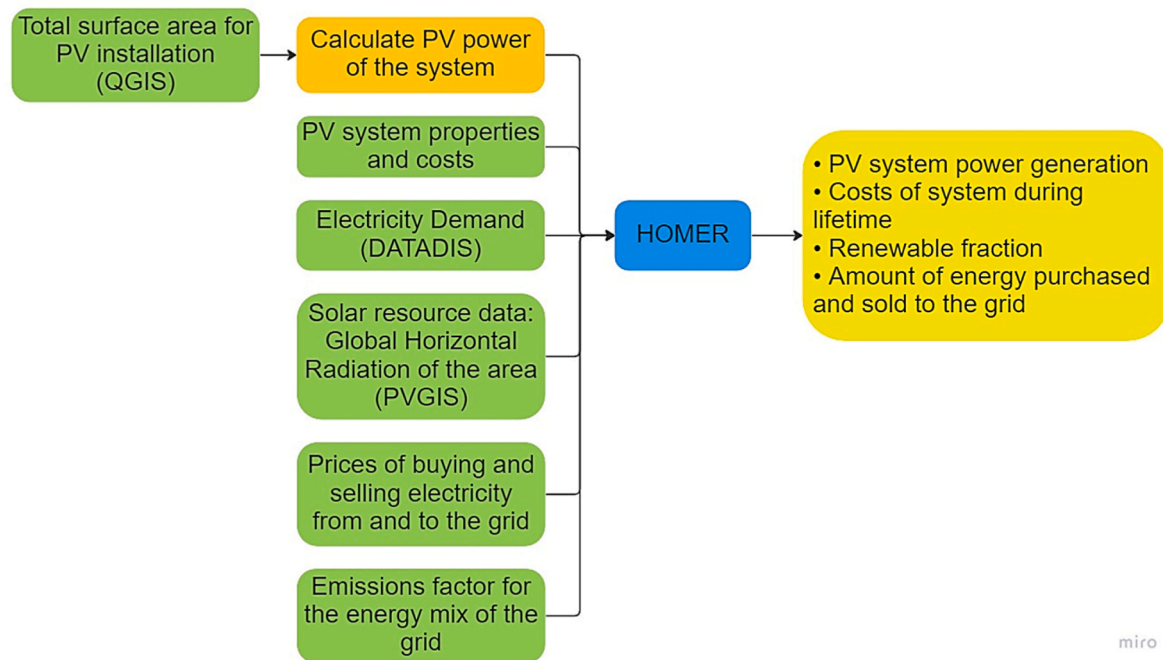 Total surface area for
PV installation
(QGIS)
Calculate PV power
of the system
PV system properties
and costs
Electricity Demand
(DATADIS)
Solar resource data:
Global Horizontal
Radiation of the area
(PVGIS)
Prices of buying and
selling electricity
from and to the grid
Emissions factor for
the energy mix of the
grid
HOMER
• PV system power generation
• Costs of system during
lifetime
• Renewable fraction
• Amount of energy purchased
and sold to the grid
miro